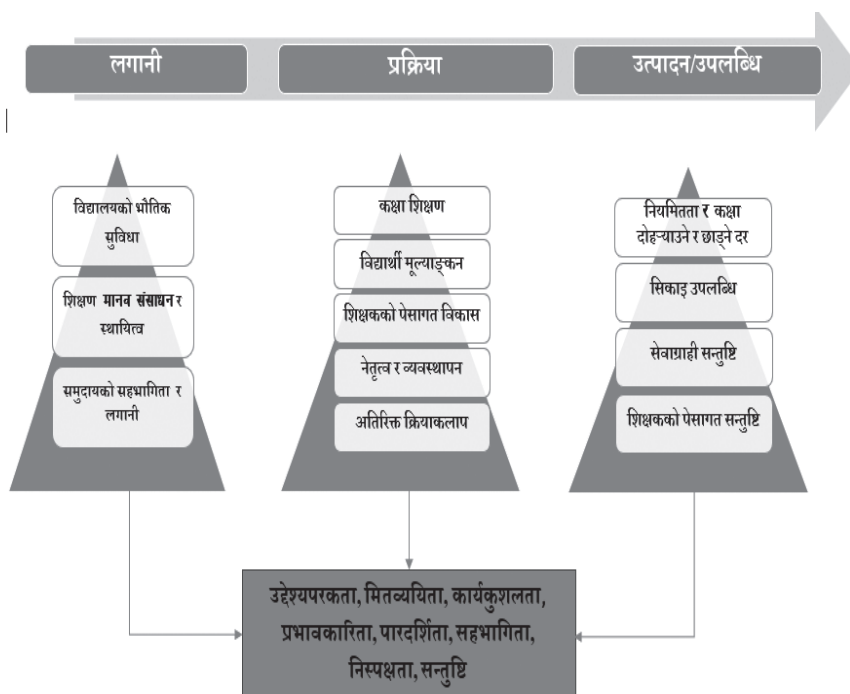 लगानी
प्रक्रिया
उत्पादन/उपलब्धि
विद्यालयको भौतिक
सुविधा
शिक्षण मानव संसाधन र
स्थायित्व
समुदायको सहभागिता र
लगानी
कक्षा शिक्षण
विद्यार्थी मूल्याङ्कन
शिक्षकको पेसागत विकास
नेतृत्व र व्यवस्थापन
अतिरिक्त क्रियाकलाप
नियमितता र कक्षा
दोहऱ्याउने र छाड्ने दर
सिकाइ उपलब्धि
सेवाग्राही सन्तुष्टि
शिक्षकको पेसागत सन्तुष्टि
उद्देश्यपरकता, मितव्ययिता, कार्यकुशलता,
प्रभावकारिता, पारदर्शिता, सहभागिता,
निस्पक्षता, सन्तुष्टि